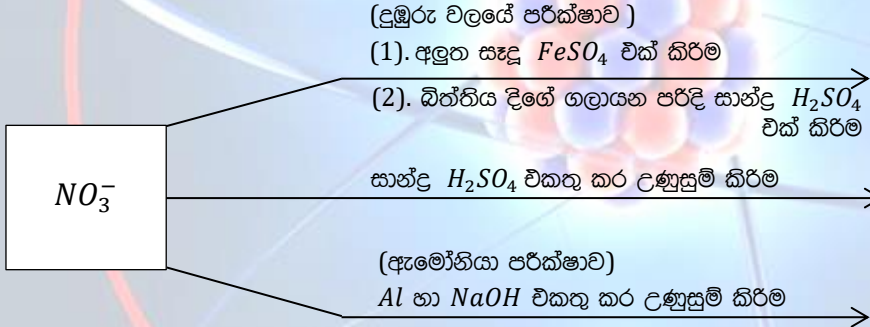 (දුඹුරු වලයේ පරීක්ෂාව )
(1). අලුත සෑදූ FeSO₄ එක් කිරිම
(2). බිත්තිය දිගේ ගලායන පරිදි සාන්ද්‍ර H₂SO₄
එක් කිරිම
NO₃⁻
සාන්ද්‍ර H₂SO₄ එකතු කර උණුසුම් කිරිම
(ඇමෝනියා පරීක්ෂාව)
Al හා NaOH එකතු කර උණුසුම් කිරිම